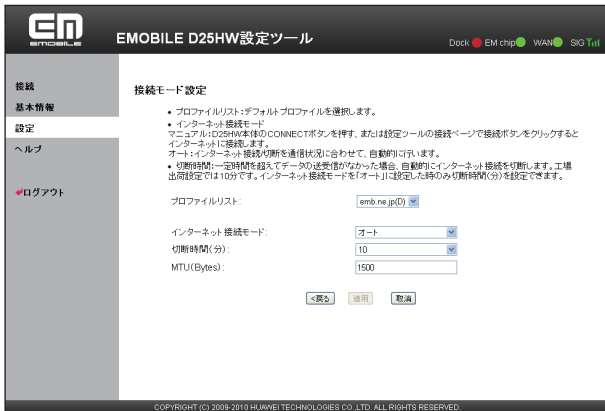 EM
EMOBILE
EMOBILE D25HW設定ツール
Dock EM chip WAN SIG
接続
基本情報
設定
ヘルプ
ログアウト
接続モード設定
• プロファイルリスト:デフォルトプロファイルを選択します。
• インターネット接続モード
マニュアル:D25HW本体のCONNECTボタンを押す、または設定ツールの接続ページで接続ボタンをクリックすると
インターネットに接続します。
オート:インターネット接続/切断を通信状況に合わせて、自動的に行います。
• 切断時間:一定時間を超えてデータの送受信がなかった場合、自動的にインターネット接続を切断します。工場
出荷設定では10分です。インターネット接続モードを「オート」に設定した時のみ切断時間(分)を設定できます。
プロファイルリスト: emb.ne.jp(D)
インターネット接続モード: オート
切断時間(分): 10
MTU(Bytes): 1500
<戻る 適用 取消
COPYRIGHT (C) 2009-2010 HUAWEI TECHNOLOGIES CO.,LTD. ALL RIGHTS RESERVED.